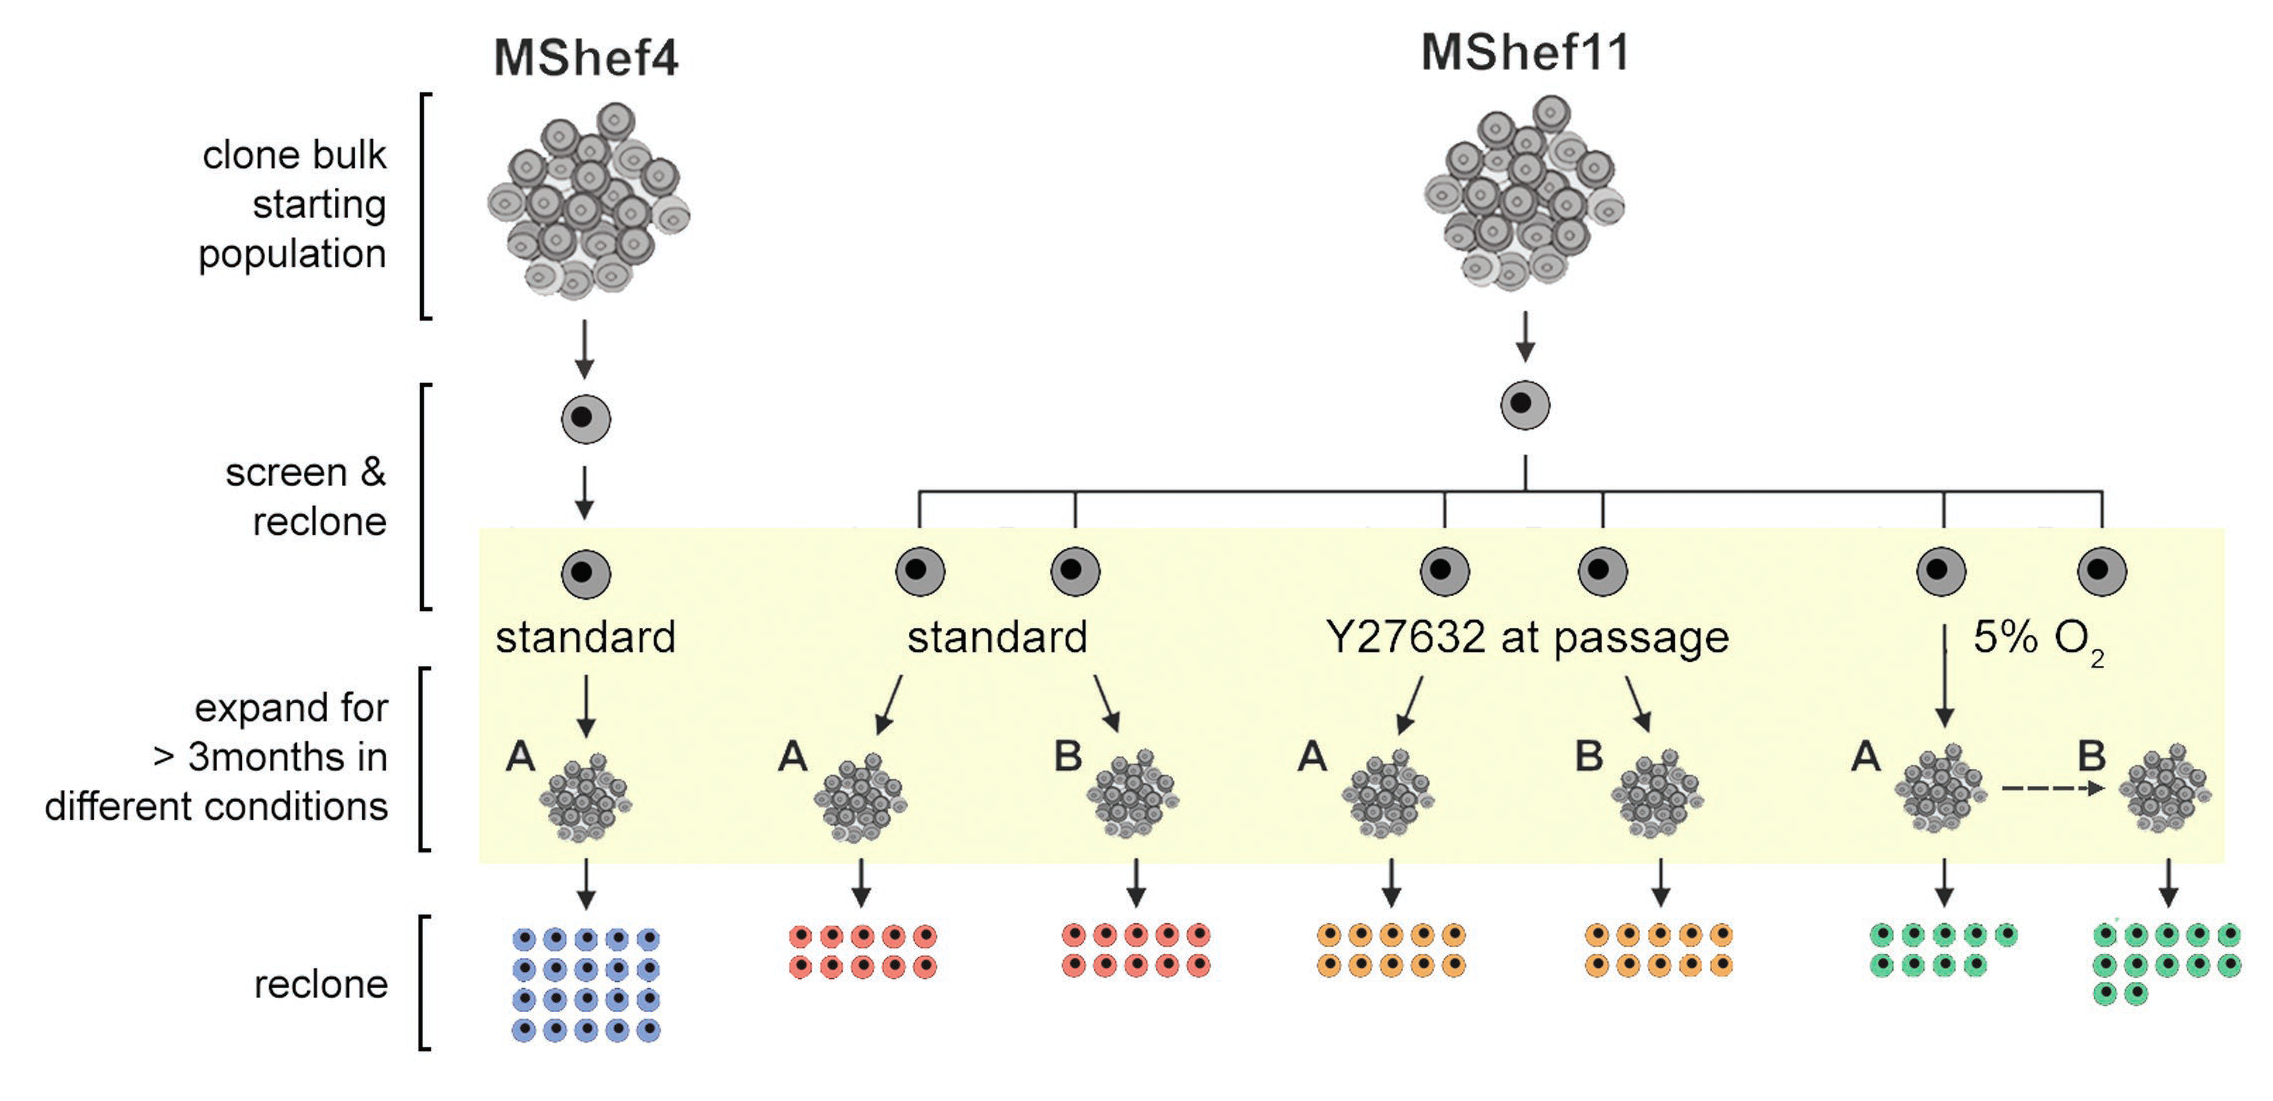 MShef4
MShef11
clone bulk
starting
population
screen &
reclone
standard
standard
Y27632 at passage
5% O2
expand for
> 3months in
different conditions
A
A
B
A
B
A
B
reclone